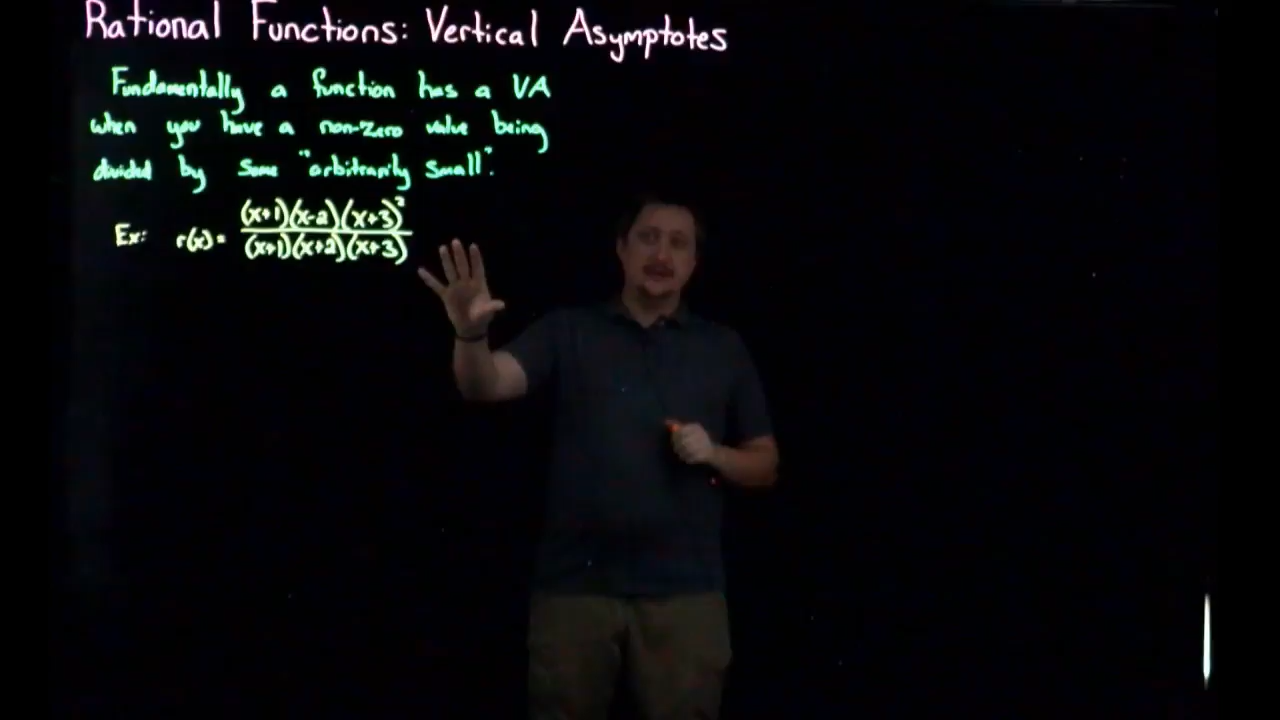 Rational Functions: Vertical Asymptotes
Fundamentally a function has a VA
when you have a non-zero value being
divided by some "arbitrarily small".
Ex: r(x) = (x+1)(x-2)(x+3)² / (x+1)(x+2)(x+3)